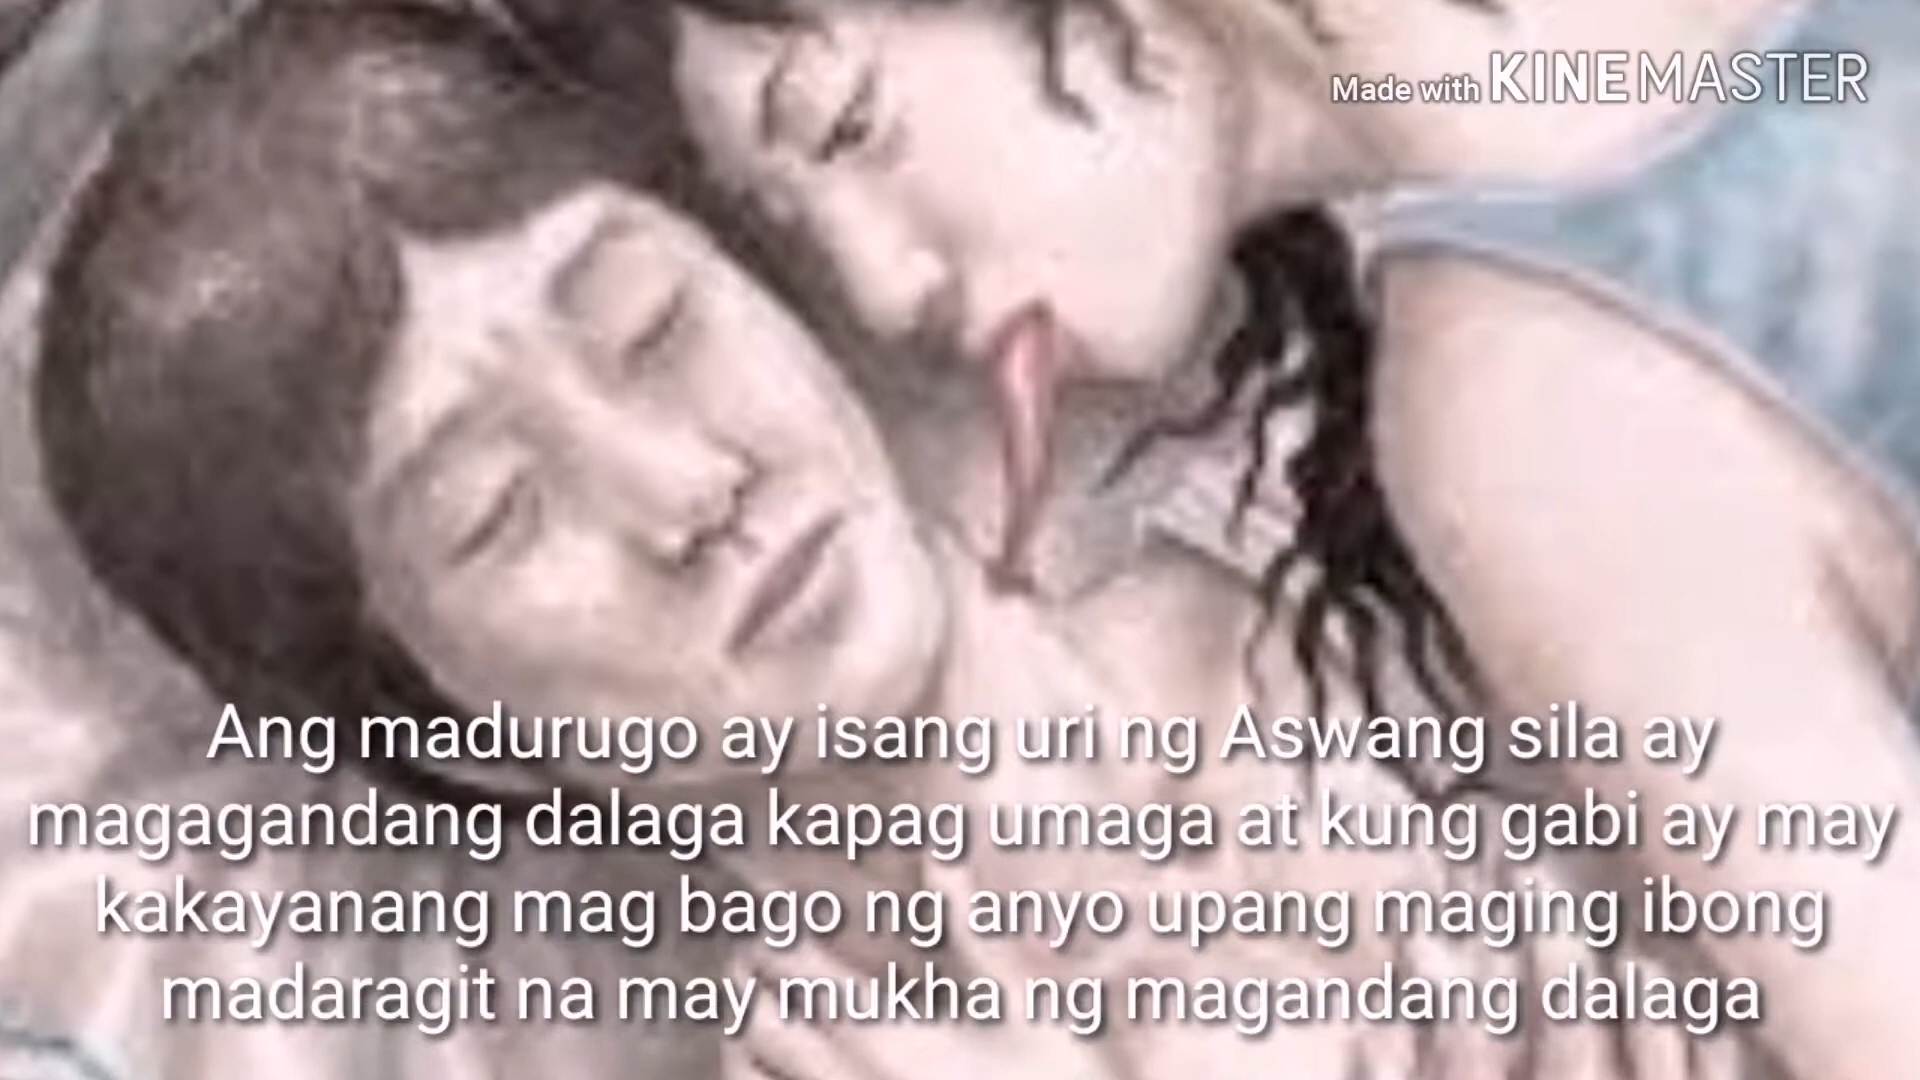 Made with KINEMASTER
Ang madurugo ay isang uri ng Aswang sila ay
magagandang dalaga kapag umaga at kung gabi ay may
kakayanang mag bago ng anyo upang maging ibong
madaragit na may mukha ng magandang dalaga